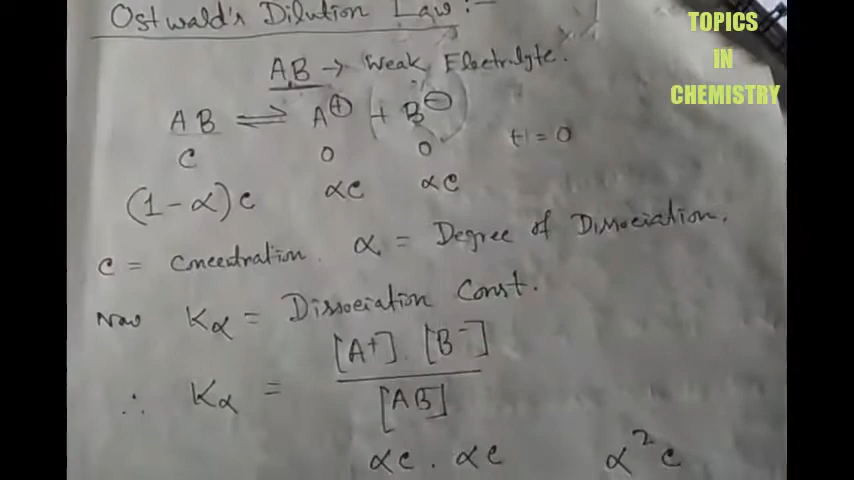 Ostwald's Dilution Law :-
TOPICS
IN
CHEMISTRY
AB → Weak Electrolyte.
AB ⇌ A⊕ + B⊖
C 0 0 t = 0
(1-α)c αc αc
c = Concentration. α = Degree of Dissociation.
Now Kα = Dissociation Const.
∴ Kα = [A+]. [B-] / [AB]
αc . αc α²c